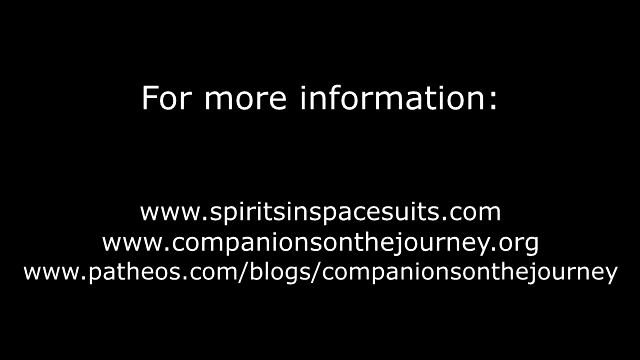 For more information:
www.spiritsinspacesuits.com
www.companionsonthejourney.org
www.patheos.com/blogs/companionsonthejourney